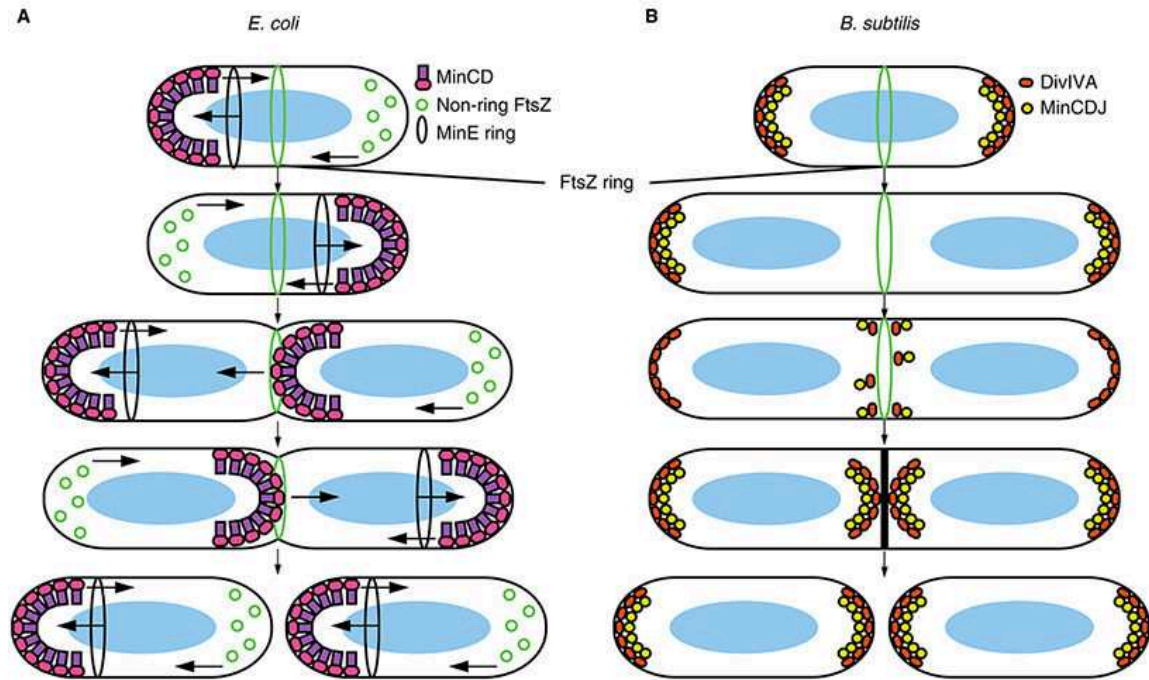 A
E. coli
MinCD
Non-ring FtsZ
MinE ring
FtsZ ring
B
B. subtilis
DivIVA
MinCDJ